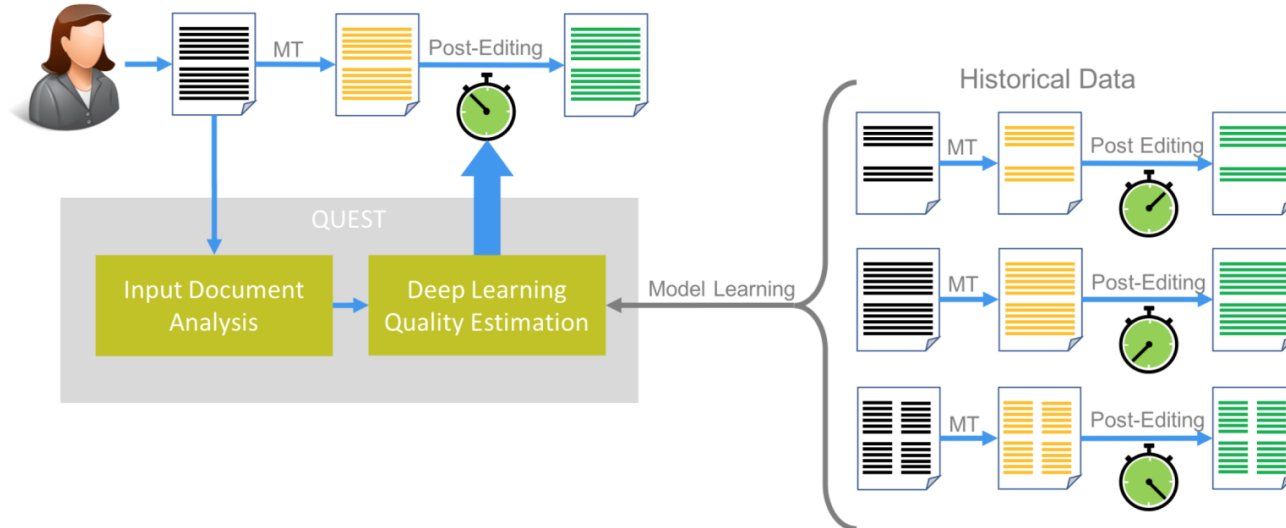 MT
Post-Editing
QUEST
Input Document
Analysis
Deep Learning
Quality Estimation
Model Learning
Historical Data
MT
Post Editing
MT
Post-Editing
MT
Post-Editing